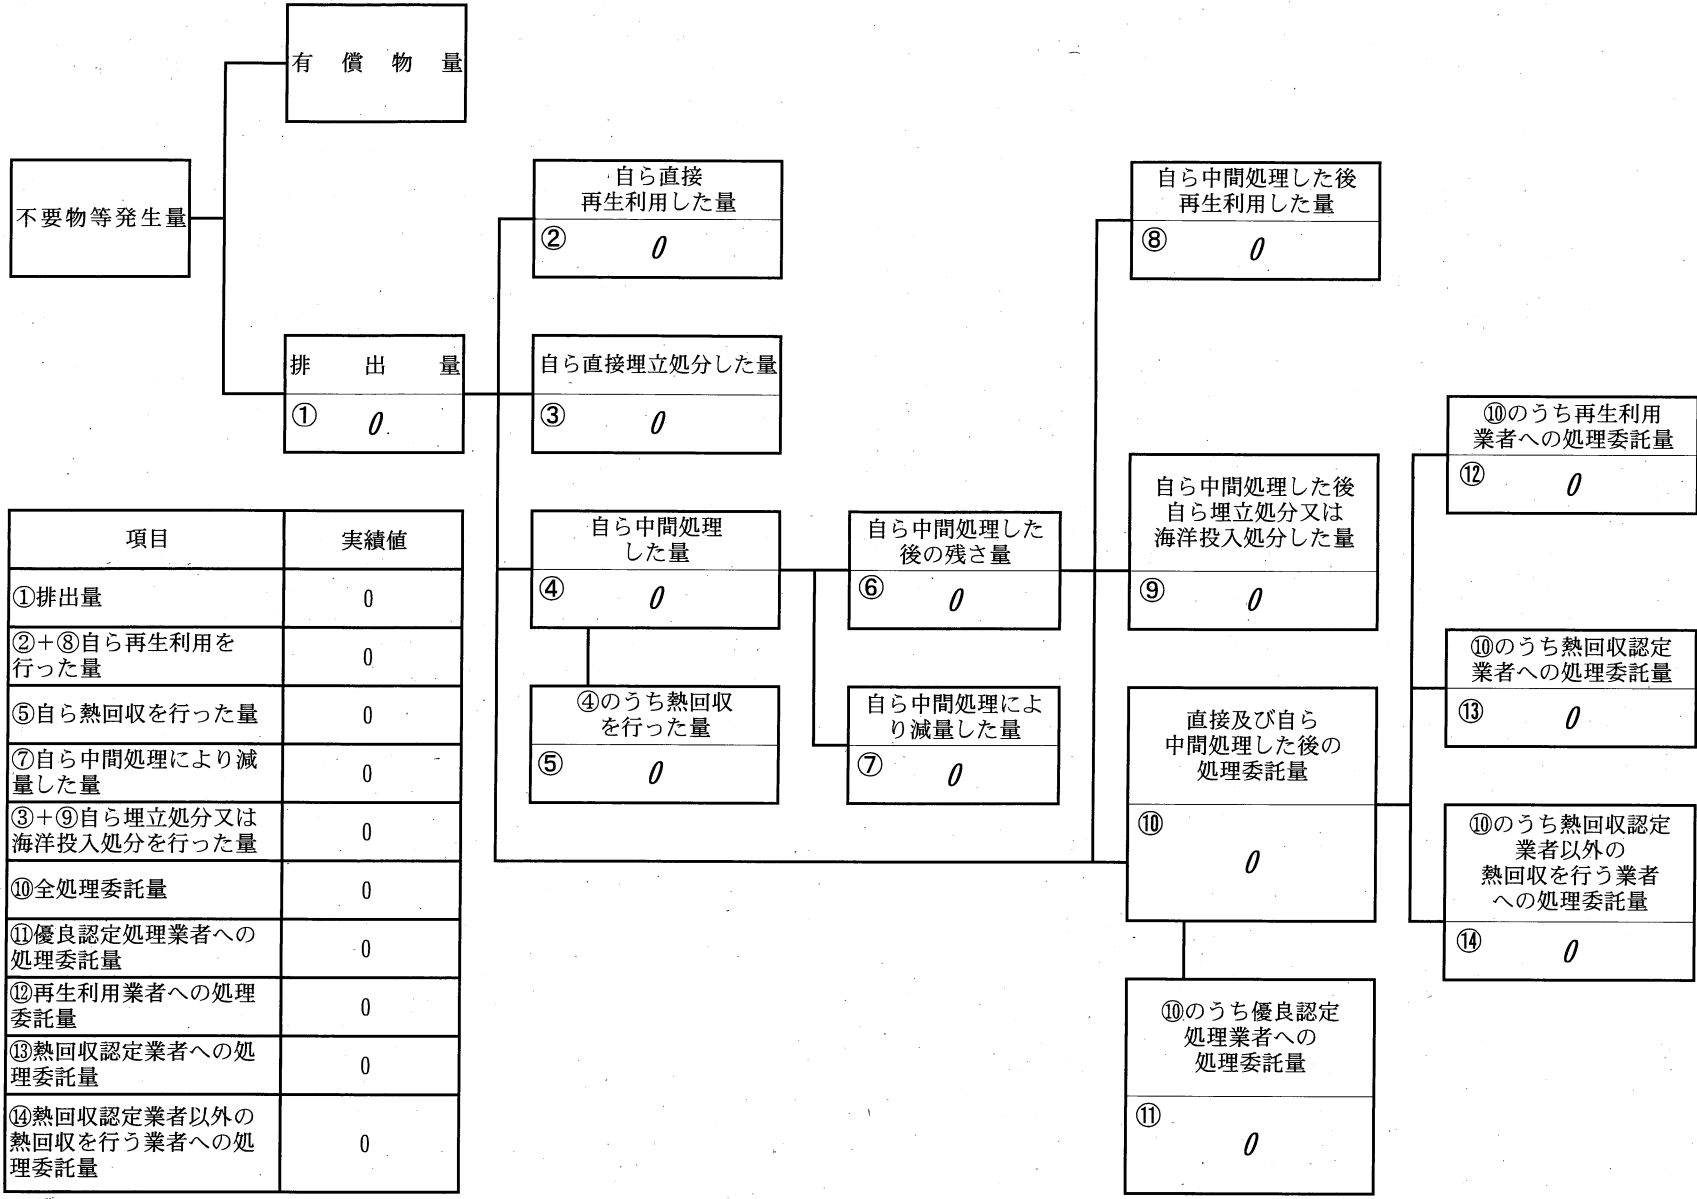 有償物量
不要物等発生量
排出量
① 0
自ら直接
再生利用した量
② 0
自ら直接埋立処分した量
③ 0
自ら中間処理
した量
④ 0
④のうち熱回収
を行った量
⑤ 0
自ら中間処理した
後の残さ量
⑥ 0
自ら中間処理によ
り減量した量
⑦ 0
自ら中間処理した後
再生利用した量
⑧ 0
自ら中間処理した後
自ら埋立処分又は
海洋投入処分した量
⑨ 0
直接及び自ら
中間処理した後の
処理委託量
⑩ 0
⑩のうち優良認定
処理業者への
処理委託量
⑪ 0
⑩のうち再生利用
業者への処理委託量
⑫ 0
⑩のうち熱回収認定
業者への処理委託量
⑬ 0
⑩のうち熱回収認定
業者以外の
熱回収を行う業者
への処理委託量
⑭ 0
項目 実績値
①排出量 0
②＋⑧自ら再生利用を
行った量 0
⑤自ら熱回収を行った量 0
⑦自ら中間処理により減
量した量 0
③＋⑨自ら埋立処分又は
海洋投入処分を行った量 0
⑩全処理委託量 0
⑪優良認定処理業者への
処理委託量 0
⑫再生利用業者への処理
委託量 0
⑬熱回収認定業者への処
理委託量 0
⑭熱回収認定業者以外の
熱回収を行う業者への処
理委託量 0